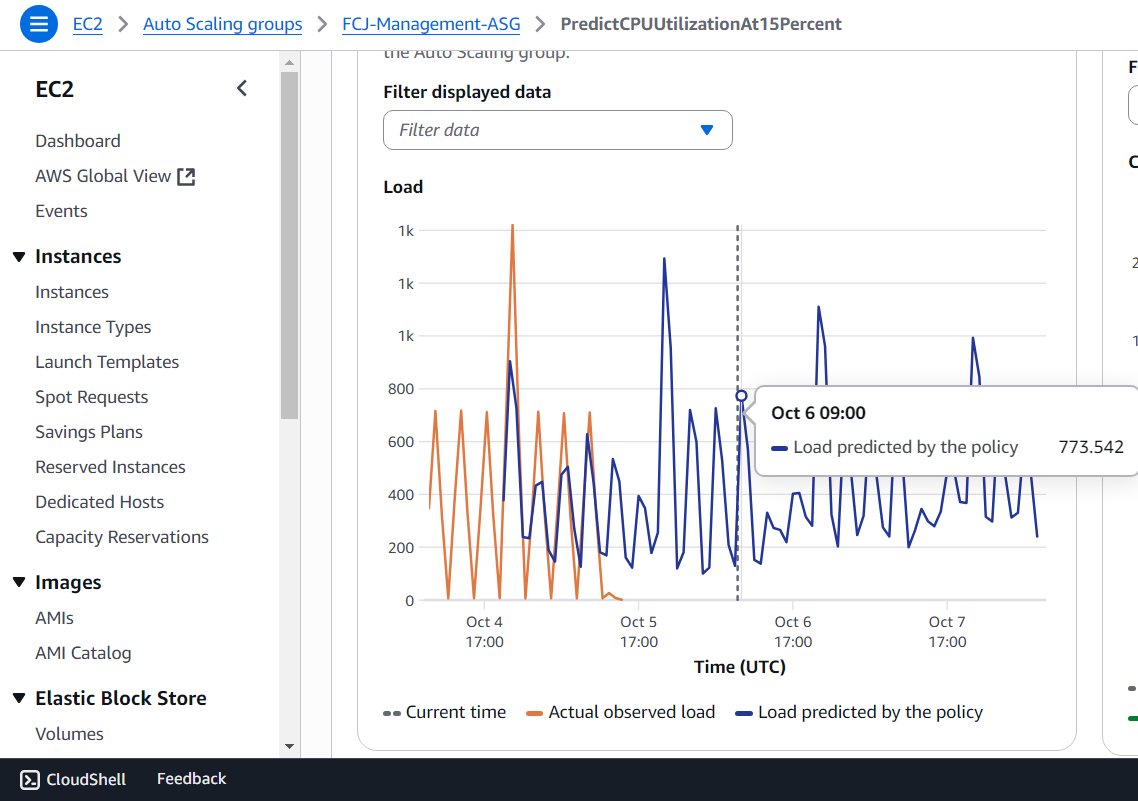 EC2 Auto Scaling groups FCJ-Management-ASG PredictCPUUtilizationAt15Percent
EC2
Dashboard
AWS Global View
Events
Instances
Instances
Instance Types
Launch Templates
Spot Requests
Savings Plans
Reserved Instances
Dedicated Hosts
Capacity Reservations
Images
AMIs
AMI Catalog
Elastic Block Store
Volumes
the Auto Scaling group.
Filter displayed data
Filter data
Load
1k
1k
1k
800
600
400
200
0
Oct 6 09:00
Load predicted by the policy 773.542
Oct 4 Oct 5 Oct 6 Oct 7
17:00 17:00 17:00 17:00
Time (UTC)
Current time Actual observed load Load predicted by the policy
F
C
2
1
CloudShell Feedback